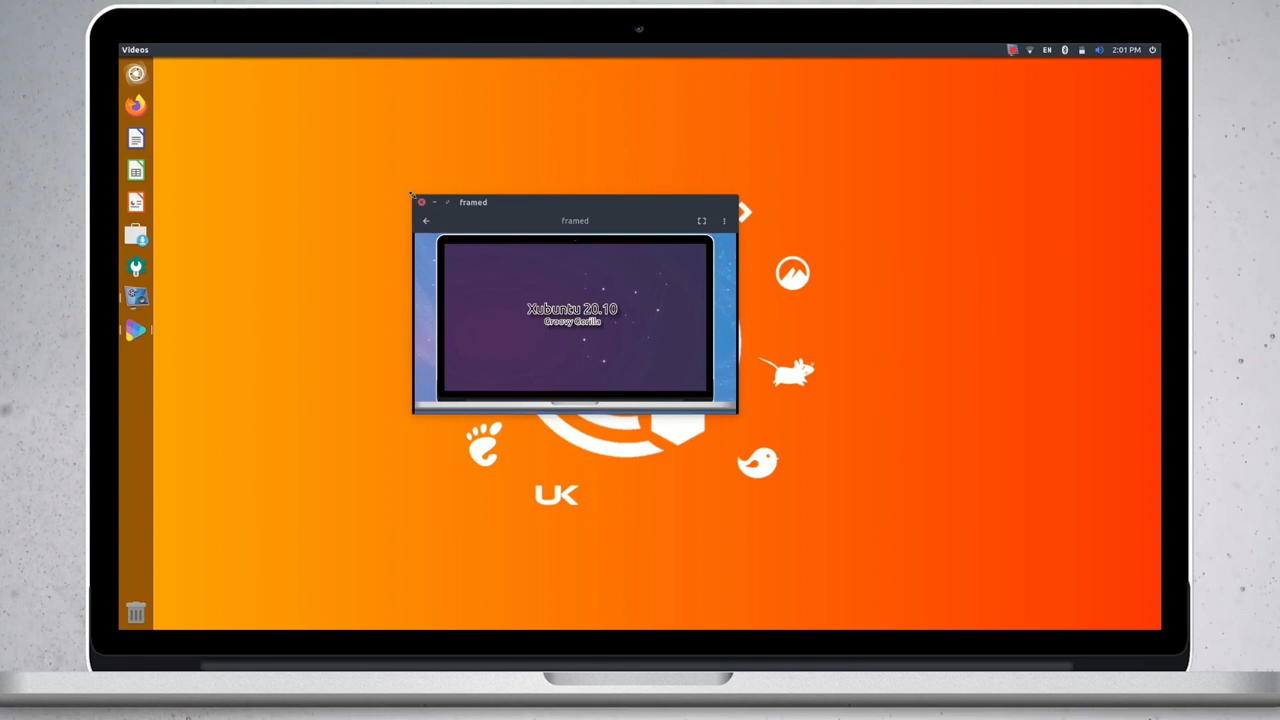 Videos
EN
2:01 PM
framed
framed
Xubuntu 20.10
Groovy Gorilla
UK